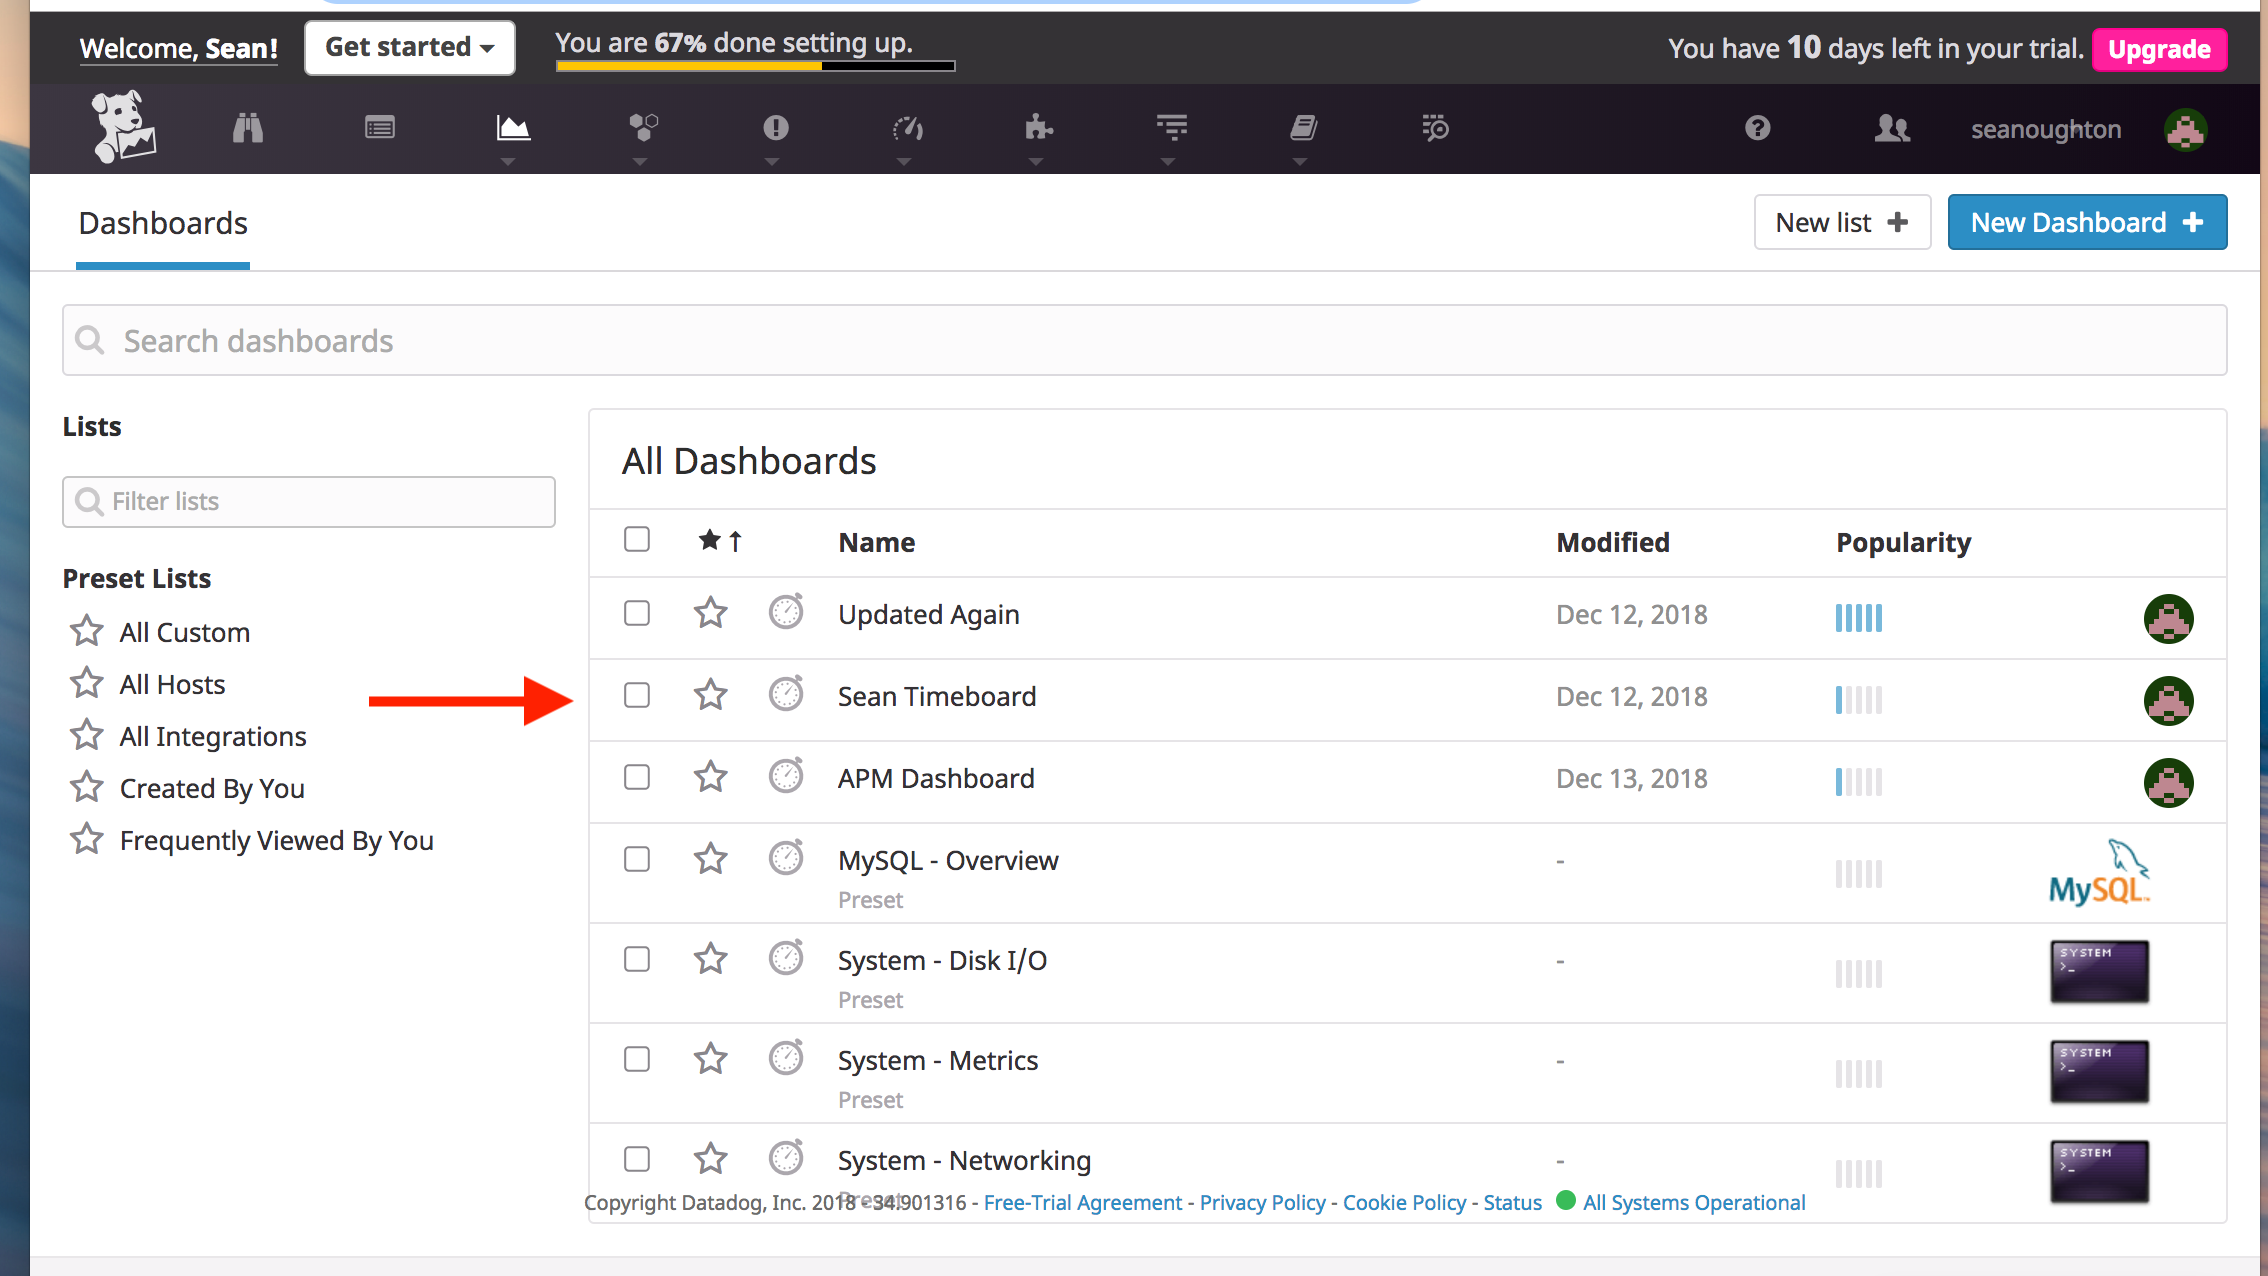 Welcome, Sean!
Get started
You are 67% done setting up.
You have 10 days left in your trial.
Upgrade
seanoughton
Dashboards
New list +
New Dashboard +
Search dashboards
Lists
Filter lists
Preset Lists
All Custom
All Hosts
All Integrations
Created By You
Frequently Viewed By You
All Dashboards
↑ Name Modified Popularity
Updated Again Dec 12, 2018
Sean Timeboard Dec 12, 2018
APM Dashboard Dec 13, 2018
MySQL - Overview -
Preset
MySQL
System - Disk I/O -
Preset
SYSTEM
>_
System - Metrics -
Preset
SYSTEM
>_
System - Networking -
Preset
SYSTEM
>_
Copyright Datadog, Inc. 2018 - 34.901316 - Free-Trial Agreement - Privacy Policy - Cookie Policy - Status All Systems Operational